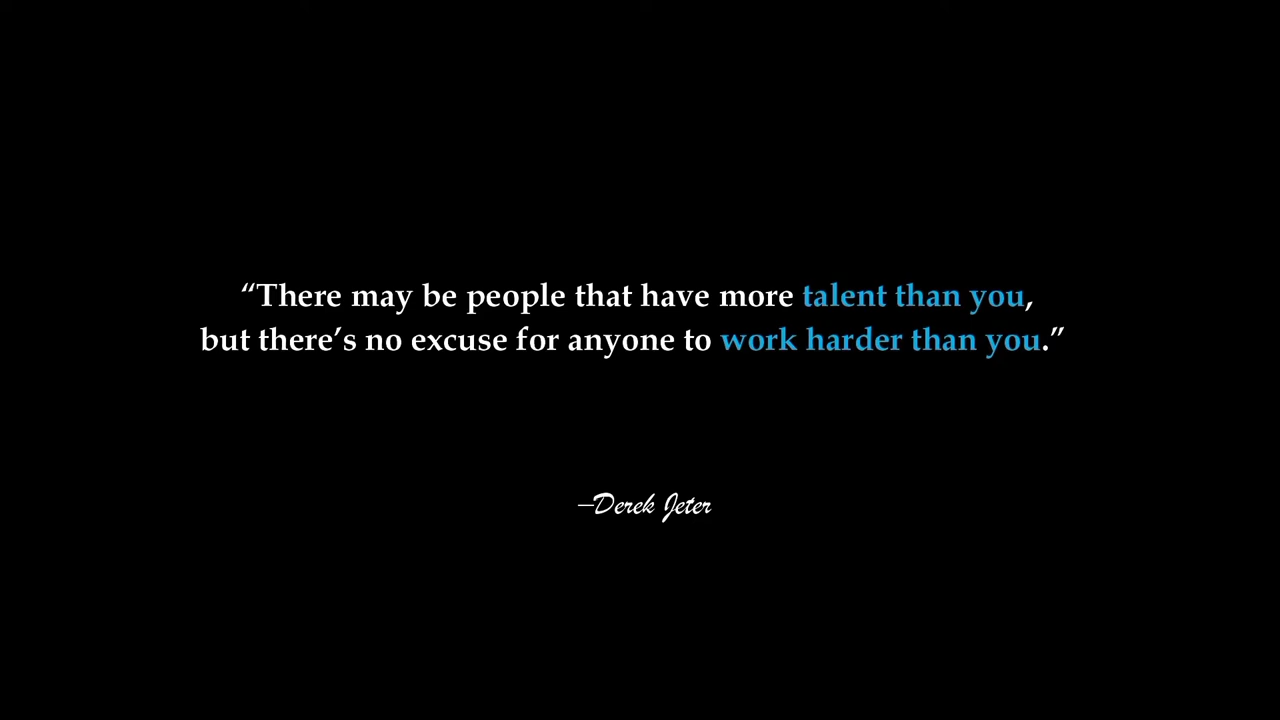 “There may be people that have more talent than you,
but there’s no excuse for anyone to work harder than you.”
–Derek Jeter